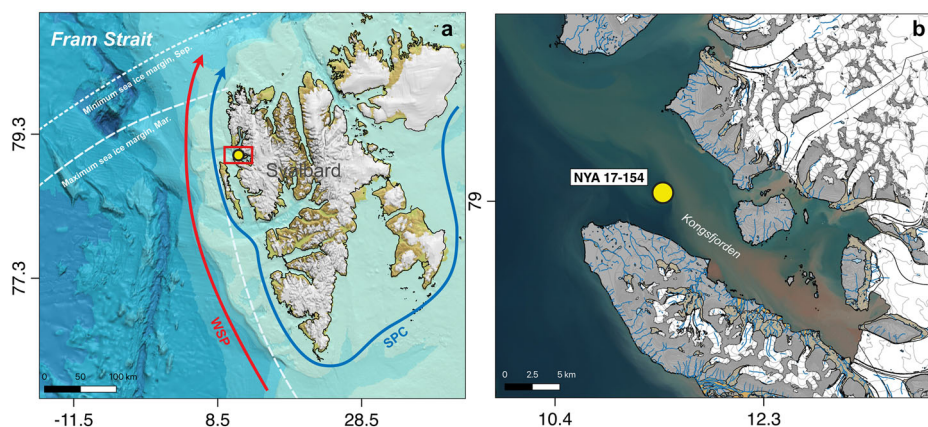 Fram Strait
a
Minimum sea ice margin, Sep.
Maximum sea ice margin, Mar.
Svalbard
WSP
SPC
0 50 100 km
79.3
77.3
-11.5 8.5 28.5
b
NYA 17-154
Kongsfjorden
0 2.5 5 km
79
10.4 12.3